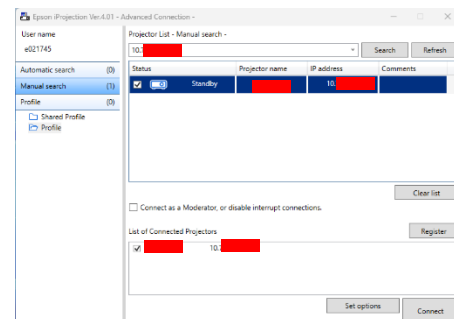 Epson iProjection Ver.4.01 - Advanced Connection -
User name
e021745
Automatic search (0)
Manual search (1)
Profile (0)
Shared Profile
Profile
Projector List - Manual search -
10.
Search
Refresh
Status Projector name IP address Comments
Standby 10.
Clear list
Connect as a Moderator, or disable interrupt connections.
List of Connected Projectors
Register
10.
Set options
Connect